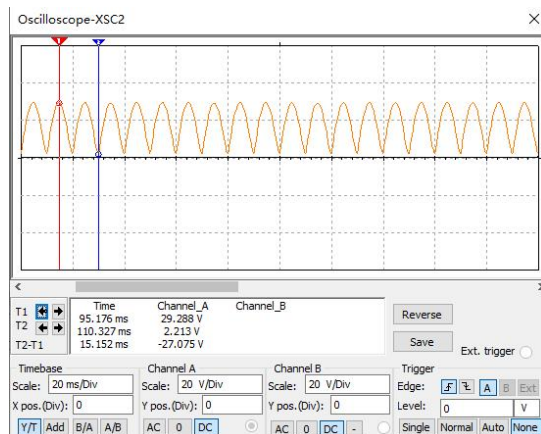 Oscilloscope-XSC2
1 2
Time Channel_A Channel_B
T1 95.176 ms 29.288 V
T2 110.327 ms 2.213 V
T2-T1 15.152 ms -27.075 V
Reverse
Save
Ext. trigger
Timebase Channel A Channel B Trigger
Scale: 20 ms/Div Scale: 20 V/Div Scale: 20 V/Div Edge: A B Ext
X pos.(Div): 0 Y pos.(Div): 0 Y pos.(Div): 0 Level: 0 V
Y/T Add B/A A/B AC 0 DC AC 0 DC - Single Normal Auto None